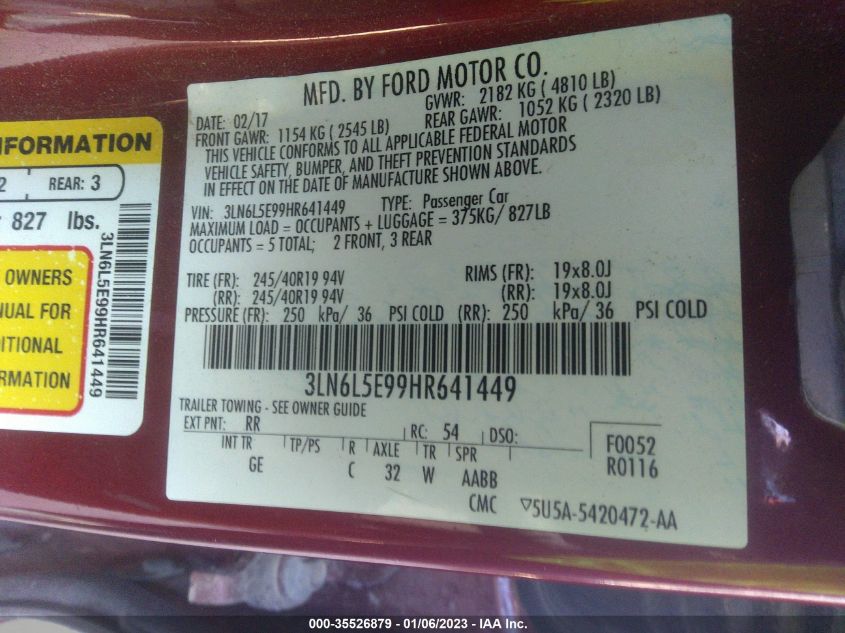 MFD. BY FORD MOTOR CO.
DATE: 02/17 GVWR: 2182 KG ( 4810 LB)
FRONT GAWR: 1154 KG ( 2545 LB) REAR GAWR: 1052 KG ( 2320 LB)
THIS VEHICLE CONFORMS TO ALL APPLICABLE FEDERAL MOTOR
VEHICLE SAFETY, BUMPER, AND THEFT PREVENTION STANDARDS
IN EFFECT ON THE DATE OF MANUFACTURE SHOWN ABOVE.
VIN: 3LN6L5E99HR641449 TYPE: Passenger Car
MAXIMUM LOAD = OCCUPANTS + LUGGAGE = 375KG/ 827LB
OCCUPANTS = 5 TOTAL; 2 FRONT, 3 REAR
TIRE (FR): 245/40R19 94V RIMS (FR): 19x8.0J
(RR): 245/40R19 94V (RR): 19x8.0J
PRESSURE (FR): 250 kPa/ 36 PSI COLD (RR): 250 kPa/ 36 PSI COLD
3LN6L5E99HR641449
TRAILER TOWING - SEE OWNER GUIDE
EXT PNT: RR RC: 54 DSO:
INT TR TP/PS R AXLE TR SPR
GE C 32 W AABB
F0052
R0116
CMC ▽5U5A-5420472-AA
FORMATION
2 REAR: 3
827 lbs.
3LN6L5E99HR641449
OWNERS
NUAL FOR
DITIONAL
RMATION
000-35526879 - 01/06/2023 - IAA Inc.